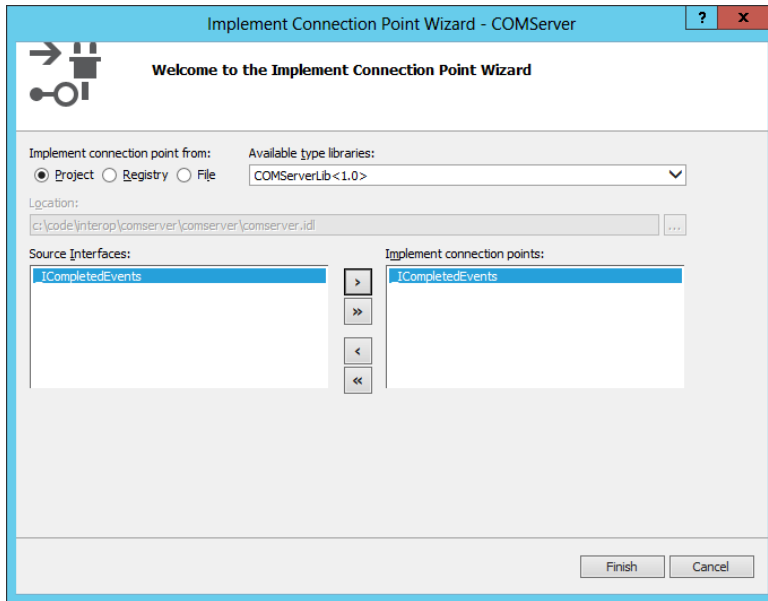 Implement Connection Point Wizard - COMServer
?
x
Welcome to the Implement Connection Point Wizard
Implement connection point from:
Available type libraries:
Project
Registry
File
COMServerLib<1.0>
Location:
c:\code\interop\comserver\comserver\comserver.idl
...
Source Interfaces:
Implement connection points:
_ICompletedEvents
>
_ICompletedEvents
>>
<
<<
Finish
Cancel